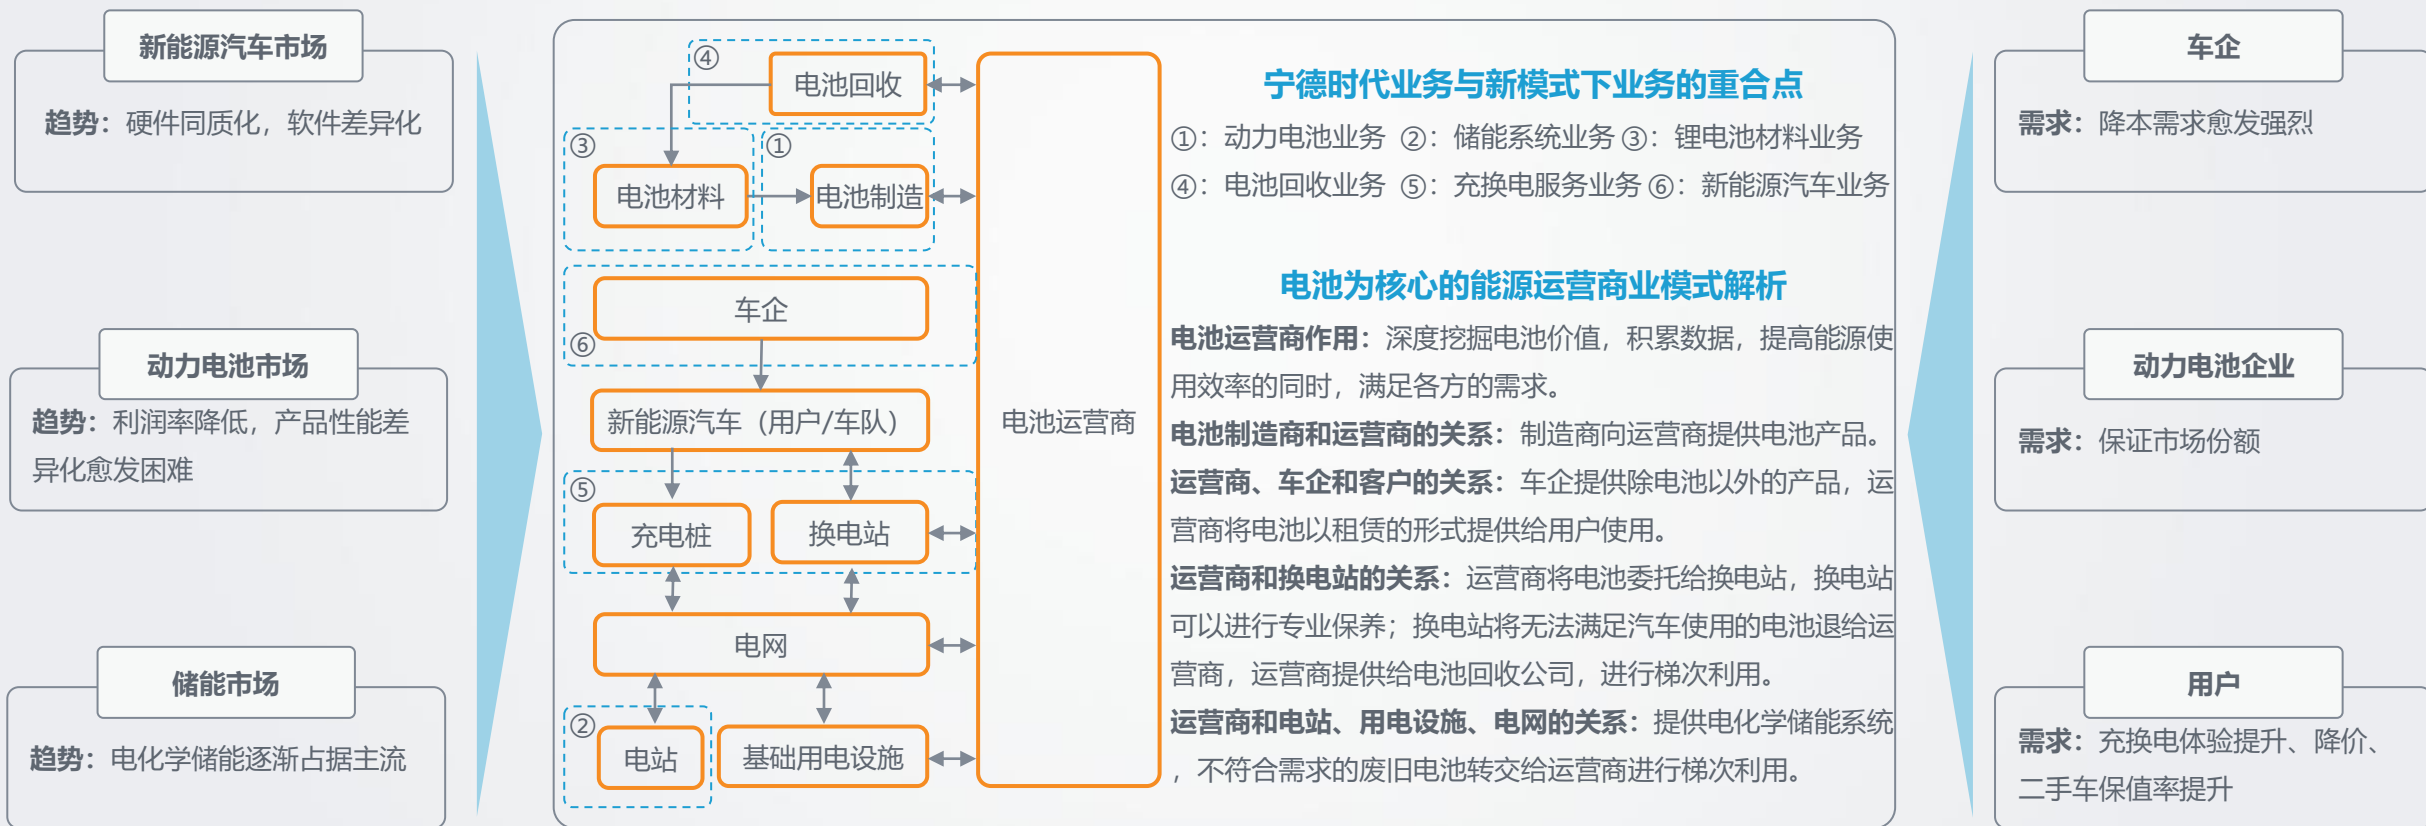 新能源汽车市场
趋势：硬件同质化，软件差异化
动力电池市场
趋势：利润率降低，产品性能差
异化愈发困难
储能市场
趋势：电化学储能逐渐占据主流
④
电池回收
③
①
电池材料
电池制造
车企
⑥
新能源汽车（用户/车队）
⑤
充电桩
换电站
电网
②
电站
基础用电设施
电池运营商
宁德时代业务与新模式下业务的重合点
①：动力电池业务 ②：储能系统业务 ③：锂电池材料业务
④：电池回收业务 ⑤：充换电服务业务 ⑥：新能源汽车业务
电池为核心的能源运营商业模式解析
电池运营商作用：深度挖掘电池价值，积累数据，提高能源使
用效率的同时，满足各方的需求。
电池制造商和运营商的关系：制造商向运营商提供电池产品。
运营商、车企和客户的关系：车企提供除电池以外的产品，运
营商将电池以租赁的形式提供给用户使用。
运营商和换电站的关系：运营商将电池委托给换电站，换电站
可以进行专业保养；换电站将无法满足汽车使用的电池退给运
营商，运营商提供给电池回收公司，进行梯次利用。
运营商和电站、用电设施、电网的关系：提供电化学储能系统
，不符合需求的废旧电池转交给运营商进行梯次利用。
车企
需求：降本需求愈发强烈
动力电池企业
需求：保证市场份额
用户
需求：充换电体验提升、降价、
二手车保值率提升